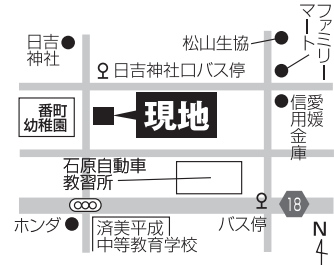 ファミリー
マート
松山生協
日吉
神社
日吉神社口バス停
番町
幼稚園
現地
愛媛
信用金庫
石原自動車
教習所
18
ホンダ
済美平成
中等教育学校
バス停
N
4